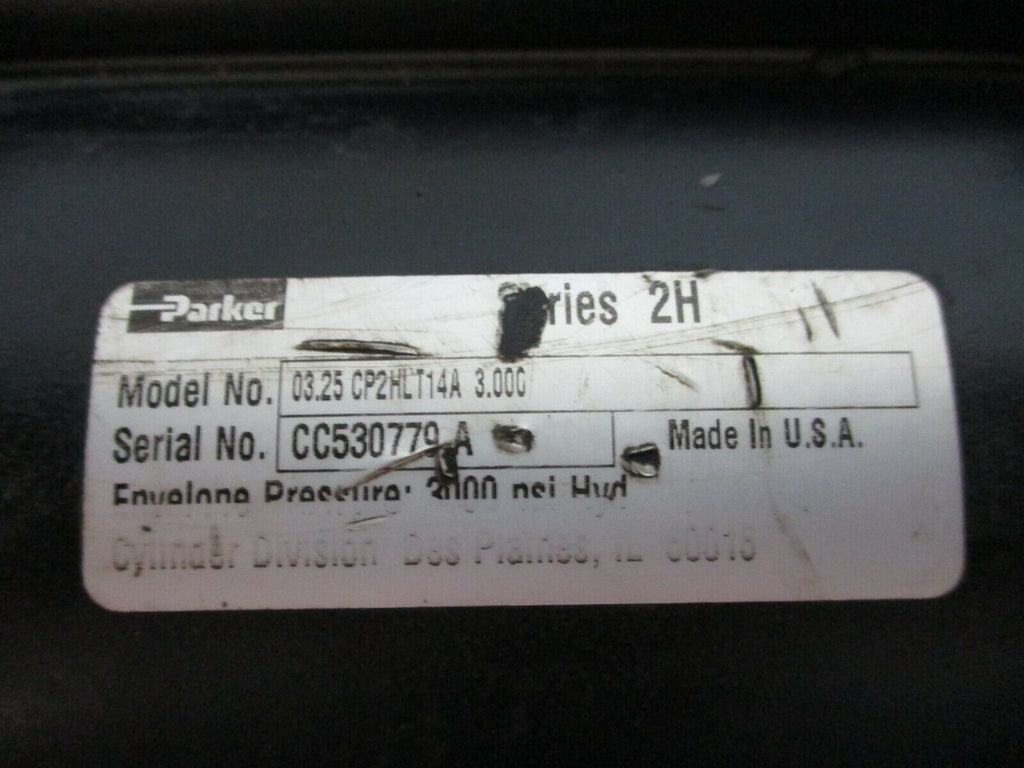 Parker
ries 2H
Model No. 03.25 CP2HLT14A 3.000
Serial No. CC530779 A Made In U.S.A.
Envelope Pressure: 3000 psi Hyd
Cylinder Division Des Plaines, IL 60016